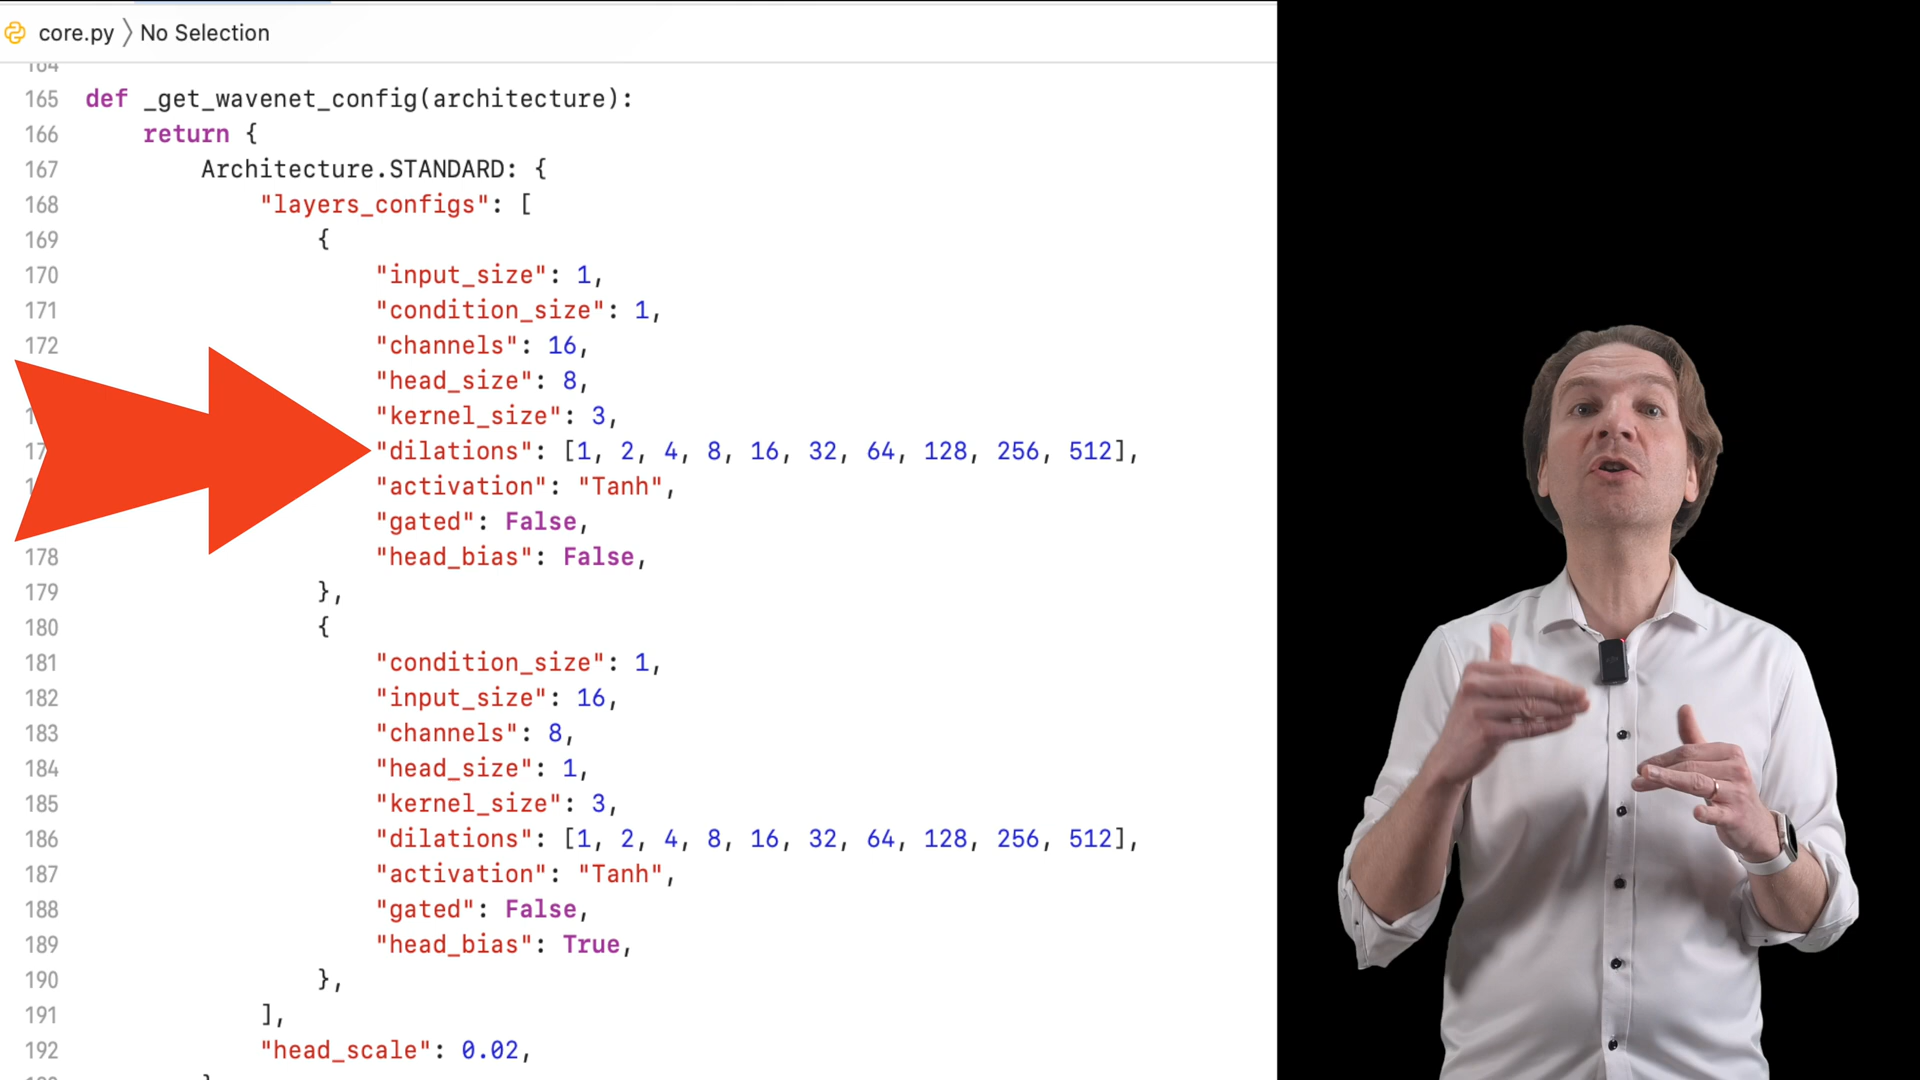 core.py 〉 No Selection
164
165 def _get_wavenet_config(architecture):
166 return {
167 Architecture.STANDARD: {
168 "layers_configs": [
169 {
170 "input_size": 1,
171 "condition_size": 1,
172 "channels": 16,
"head_size": 8,
"kernel_size": 3,
"dilations": [1, 2, 4, 8, 16, 32, 64, 128, 256, 512],
"activation": "Tanh",
"gated": False,
178 "head_bias": False,
179 },
180 {
181 "condition_size": 1,
182 "input_size": 16,
183 "channels": 8,
184 "head_size": 1,
185 "kernel_size": 3,
186 "dilations": [1, 2, 4, 8, 16, 32, 64, 128, 256, 512],
187 "activation": "Tanh",
188 "gated": False,
189 "head_bias": True,
190 },
191 ],
192 "head_scale": 0.02,